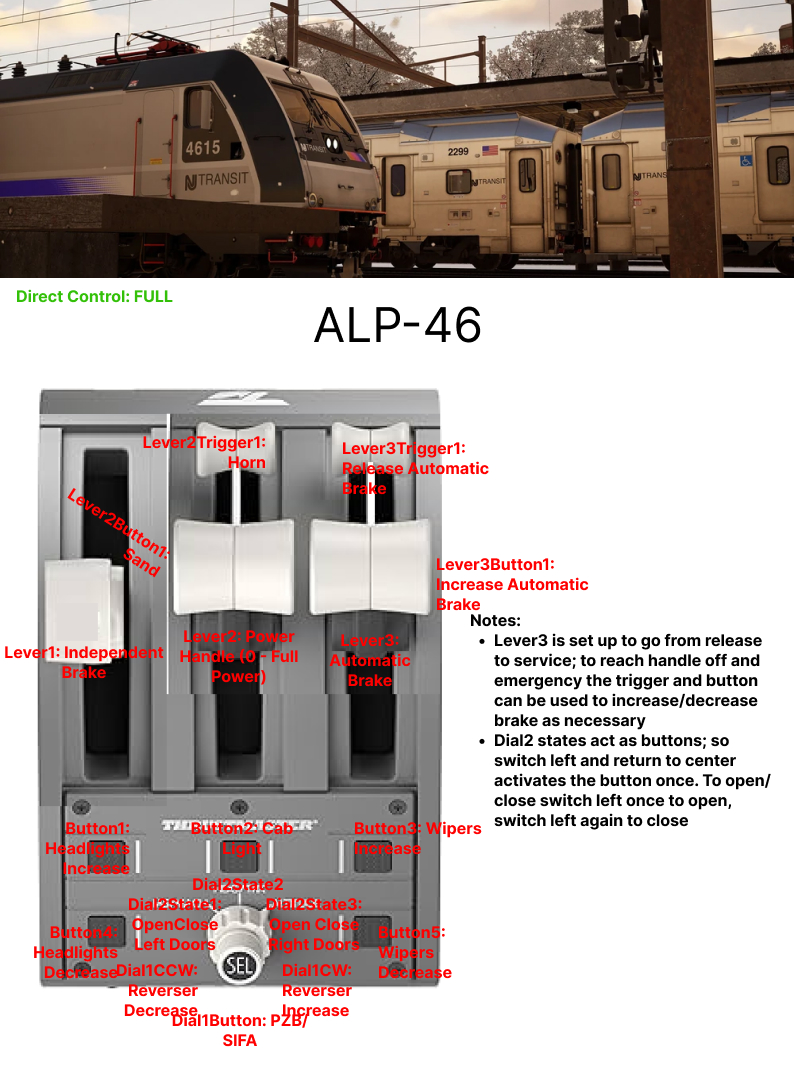 4615
NJ TRANSIT
NJ TRANSIT
2299
NJ TRANSIT
NJ TRANS
Direct Control: FULL
ALP-46
Lever2Trigger1:
Horn
Lever3Trigger1:
Release Automatic
Brake
Lever2Button1:
Sand
Lever3Button1:
Increase Automatic
Brake
Notes:
• Lever3 is set up to go from release
to service; to reach handle off and
emergency the trigger and button
can be used to increase/decrease
brake as necessary
• Dial2 states act as buttons; so
switch left and return to center
activates the button once. To open/
close switch left once to open,
switch left again to close
Lever1: Independent
Brake
Lever2: Power
Handle (0 - Full
Power)
Lever3:
Automatic
Brake
THRUSTMASTER
Button1:
Headlights
Increase
Button2: Cab
Light
Button3: Wipers
Increase
Dial2State2
Dial2State1:
OpenClose
Left Doors
Dial2State3:
Open Close
Right Doors
Button4:
Headlights
Decrease
Button5:
Wipers
Decrease
SEL
Dial1CCW:
Reverser
Decrease
Dial1CW:
Reverser
Increase
Dial1Button: PZB/
SIFA